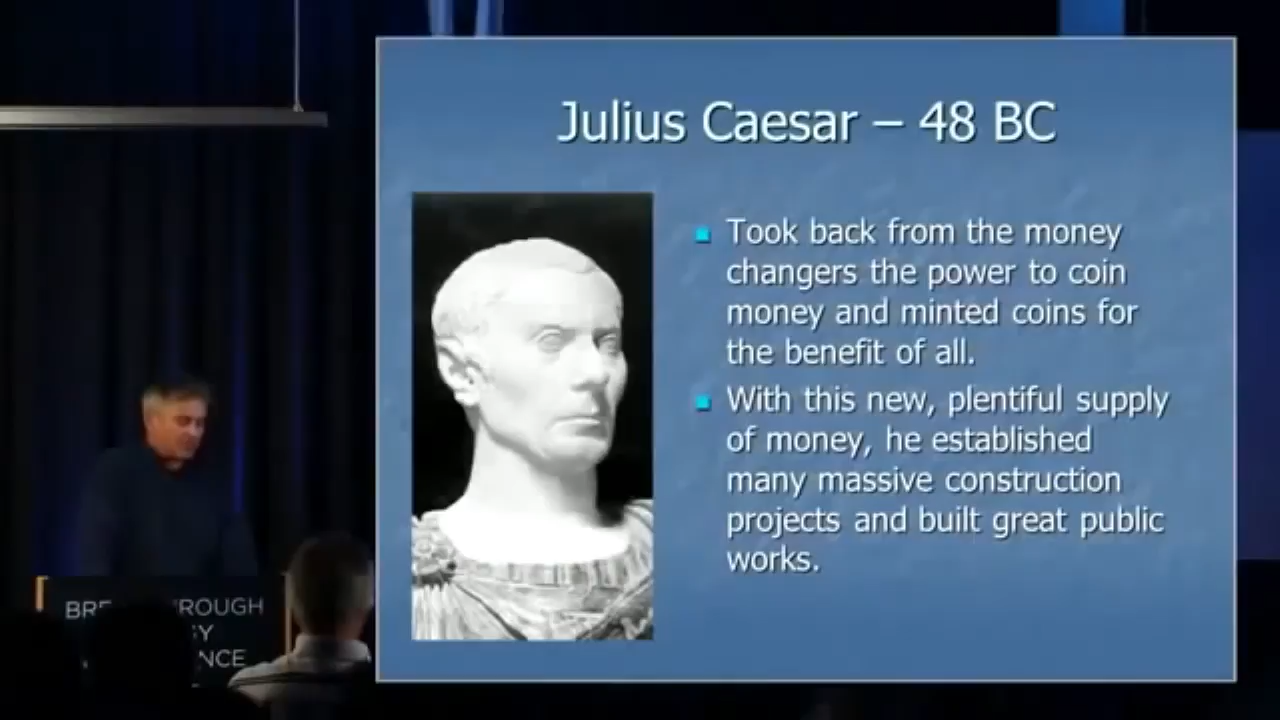 Julius Caesar – 48 BC
Took back from the money
changers the power to coin
money and minted coins for
the benefit of all.
With this new, plentiful supply
of money, he established
many massive construction
projects and built great public
works.